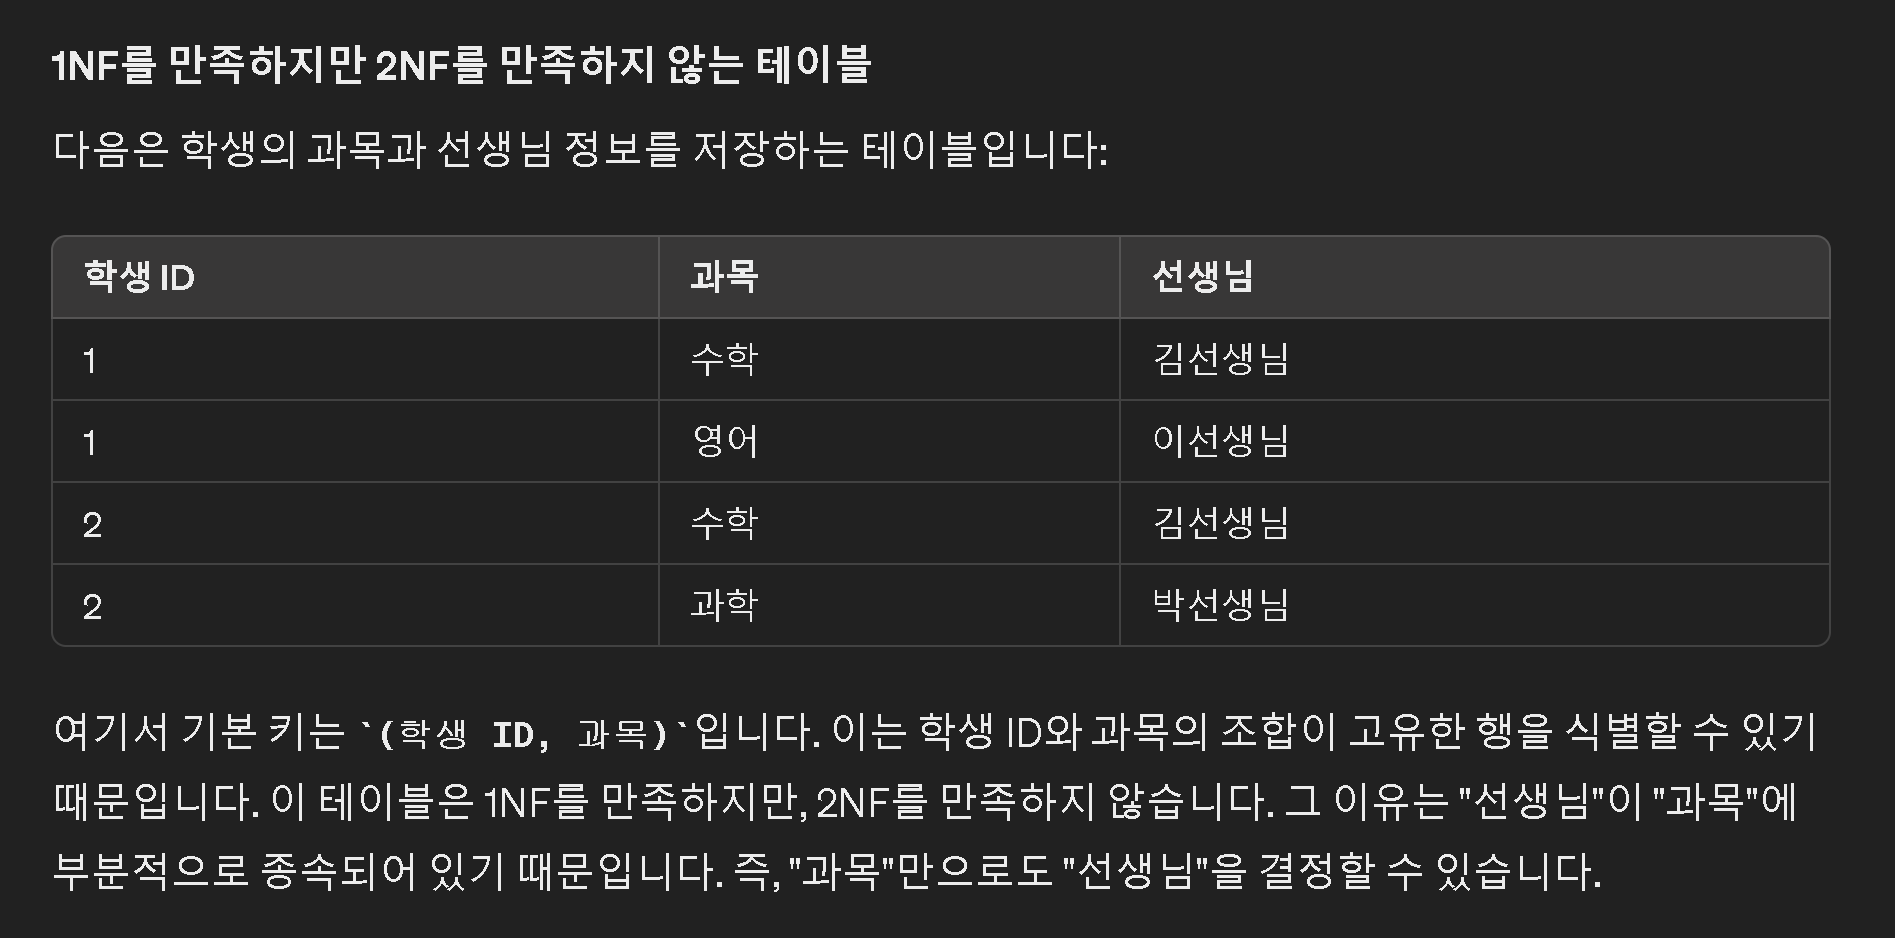 1NF를 만족하지만 2NF를 만족하지 않는 테이블
다음은 학생의 과목과 선생님 정보를 저장하는 테이블입니다:
학생 ID 과목 선생님
1 수학 김선생님
1 영어 이선생님
2 수학 김선생님
2 과학 박선생님
여기서 기본 키는 `(학생 ID, 과목)`입니다. 이는 학생 ID와 과목의 조합이 고유한 행을 식별할 수 있기
때문입니다. 이 테이블은 1NF를 만족하지만, 2NF를 만족하지 않습니다. 그 이유는 "선생님"이 "과목"에
부분적으로 종속되어 있기 때문입니다. 즉, "과목"만으로도 "선생님"을 결정할 수 있습니다.